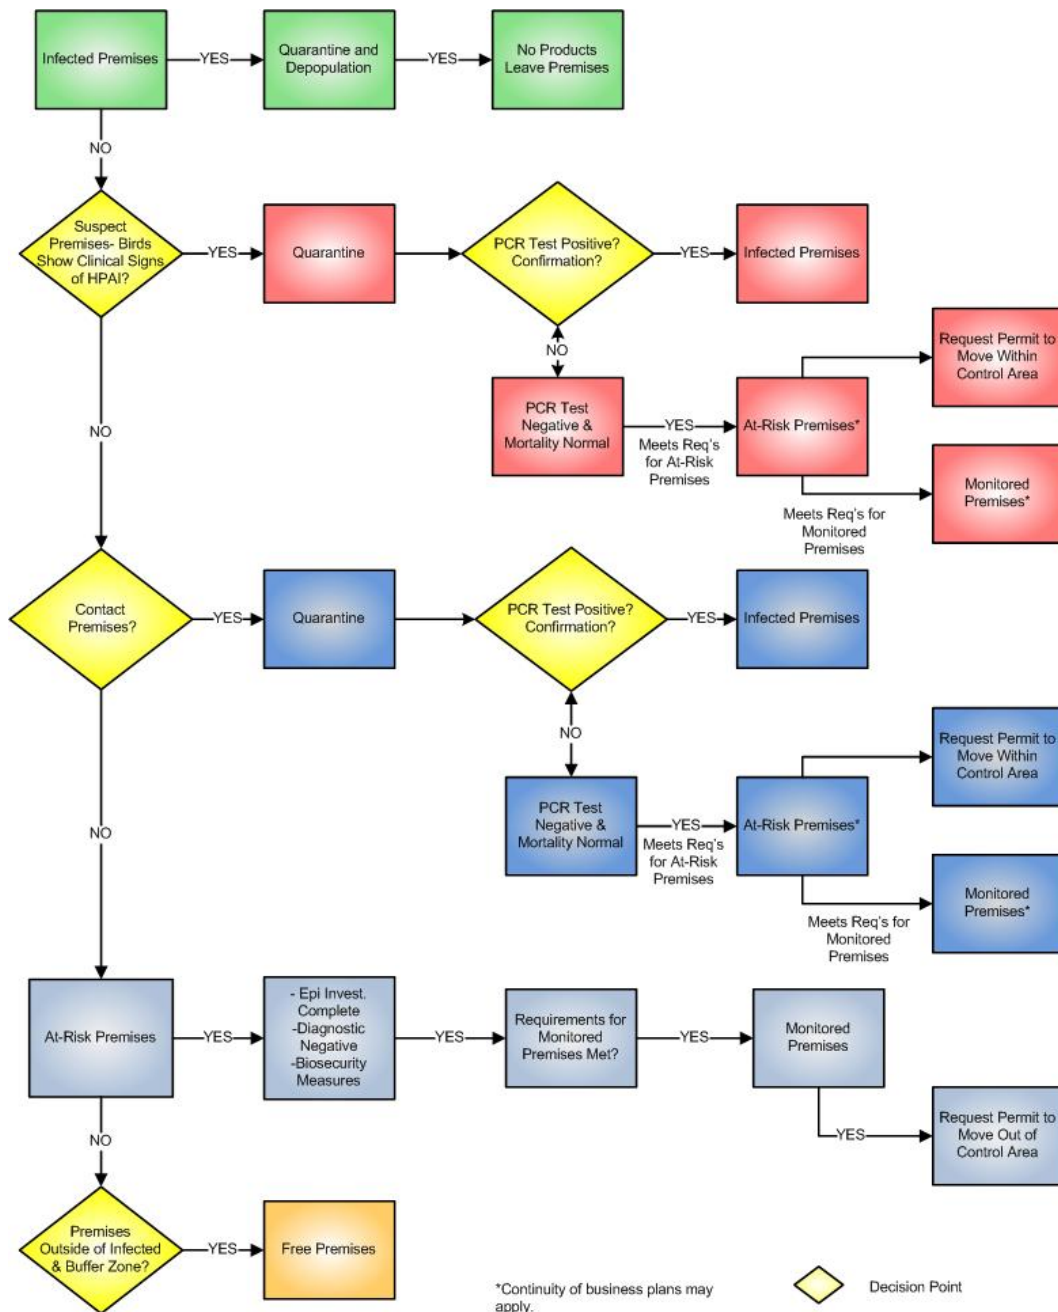 Infected Premises
YES
Quarantine and
Depopulation
YES
No Products
Leave Premises
NO
Suspect
Premises- Birds
Show Clinical Signs
of HPAI?
YES
Quarantine
PCR Test Positive?
Confirmation?
YES
Infected Premises
NO
PCR Test
Negative &
Mortality Normal
YES
Meets Req's
for At-Risk
Premises
At-Risk Premises*
Request Permit to
Move Within
Control Area
Meets Req's for
Monitored
Premises
Monitored
Premises*
NO
Contact
Premises?
YES
Quarantine
PCR Test Positive?
Confirmation?
YES
Infected Premises
NO
PCR Test
Negative &
Mortality Normal
YES
Meets Req's
for At-Risk
Premises
At-Risk Premises*
Request Permit to
Move Within
Control Area
Meets Req's for
Monitored
Premises
Monitored
Premises*
NO
At-Risk Premises
YES
- Epi Invest.
Complete
-Diagnostic
Negative
-Biosecurity
Measures
YES
Requirements for
Monitored
Premises Met?
YES
Monitored
Premises
YES
Request Permit to
Move Out of
Control Area
NO
Premises
Outside of Infected
& Buffer Zone?
YES
Free Premises
*Continuity of business plans may
apply.
Decision Point